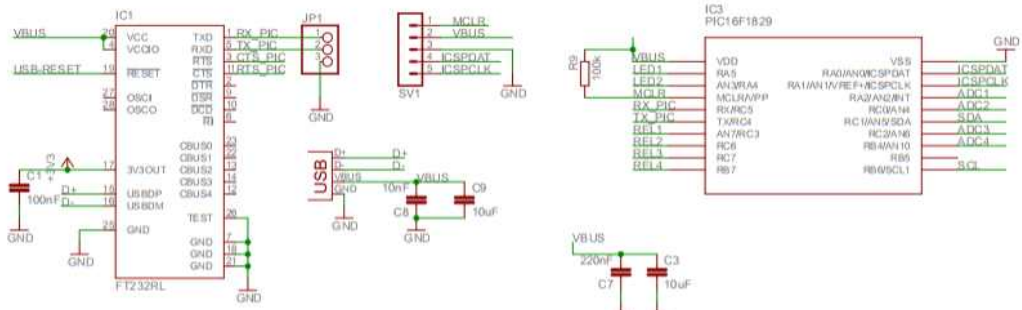 IC1
VBUS
20
VCC
4
VCCIO
USB-RESET
19
RESET
27
OSCI
28
OSCO
+3V3
17
3V3OUT
C1
100nF
GND
D+
15
USBDP
D-
16
USBDM
25
GND
GND
TXD
1
RX_PIC
RXD
5
TX_PIC
RTS
3
CTS_PIC
CTS
11
RTS_PIC
DTR
2
DSR
9
DCD
10
RI
6
CBUS0
23
CBUS1
22
CBUS2
13
CBUS3
14
CBUS4
12
TEST
26
GND
7
GND
18
GND
21
GND
FT232RL
JP1
1
2
3
GND
1
MCLR
2
VBUS
3
4
ICSPDAT
5
ICSPCLK
SV1
GND
USB
D+
D+
D-
D-
VBUS
VBUS
GND
GND
10nF
C8
C9
10uF
GND
IC3
PIC16F1829
R9
100k
VBUS
VDD
LED1
RA5
LED2
AN3/RA4
MCLR
MCLR/VPP
RX_PIC
RX/RC5
TX_PIC
TX/RC4
REL1
AN7/RC3
REL2
RC6
REL3
RC7
REL4
RB7
GND
VSS
RA0/AN0/ICSPDAT
ICSPDAT
RA1/AN1/VREF+/ICSPCLK
ICSPCLK
RA2/AN2/INT
ADC1
RC0/AN4
ADC2
RC1/AN5/SDA
SDA
RC2/AN6
ADC3
RB4/AN10
ADC4
RB5
RB6/SCL1
SCL
VBUS
220nF
C7
C3
10uF